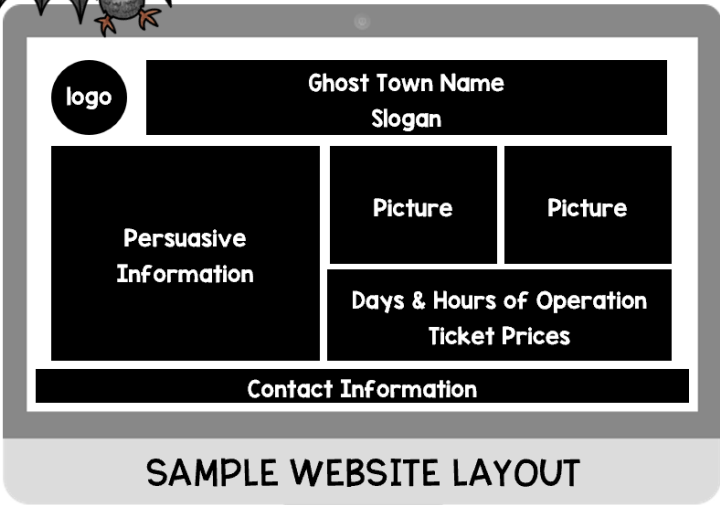 logo
Ghost Town Name
Slogan
Persuasive
Information
Picture
Picture
Days & Hours of Operation
Ticket Prices
Contact Information
SAMPLE WEBSITE LAYOUT